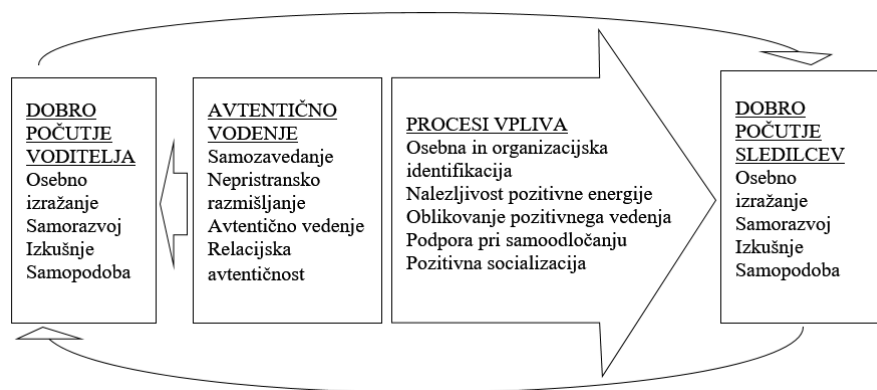 DOBRO
POČUTJE
VODITELJA
Osebno
izražanje
Samorazvoj
Izkušnje
Samopodoba
AVTENTIČNO
VODENJE
Samozavedanje
Nepristransko
razmišljanje
Avtentično vedenje
Relacijska
avtentičnost
PROCESI VPLIVA
Osebna in organizacijska
identifikacija
Nalezljivost pozitivne energije
Oblikovanje pozitivnega vedenja
Podpora pri samoodločanju
Pozitivna socializacija
DOBRO
POČUTJE
SLEDILCEV
Osebno
izražanje
Samorazvoj
Izkušnje
Samopodoba